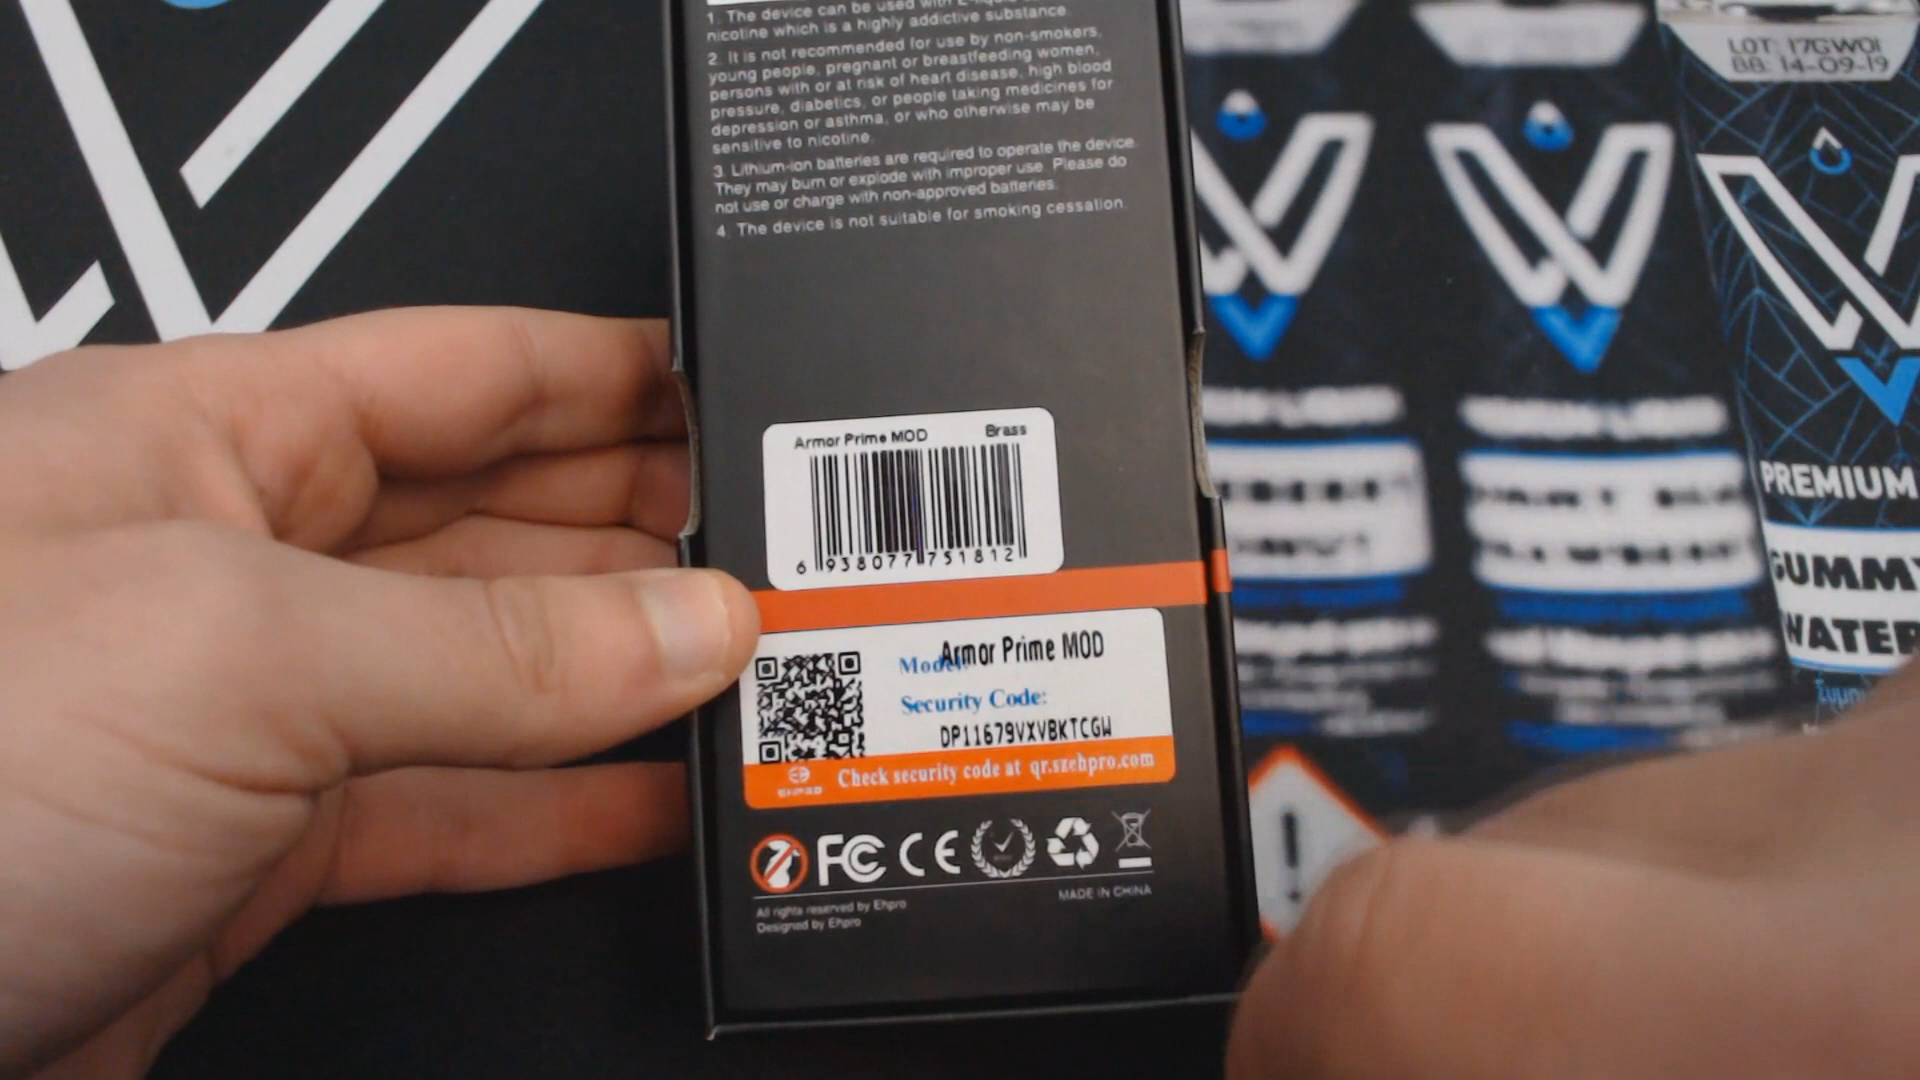 1. The device can be used with E-liquid
nicotine which is a highly addictive substance.
2. It is not recommended for use by non-smokers,
young people, pregnant or breastfeeding women,
persons with or at risk of heart disease, high blood
pressure, diabetics, or people taking medicines for
depression or asthma, or who otherwise may be
sensitive to nicotine.
3. Lithium-ion batteries are required to operate the device.
They may burn or explode with improper use. Please do
not use or charge with non-approved batteries.
4. The device is not suitable for smoking cessation.
Armor Prime MOD Brass
6 938077 751812
Model: Armor Prime MOD
Security Code:
DP11679VXVBKTCGW
EHPRO Check security code at qr.szehpro.com
FC CE
MADE IN CHINA
All rights reserved by Ehpro
Designed by Ehpro
LOT: 17GW01
BB: 14-09-19
PREMIUM
GUMMY
WATER